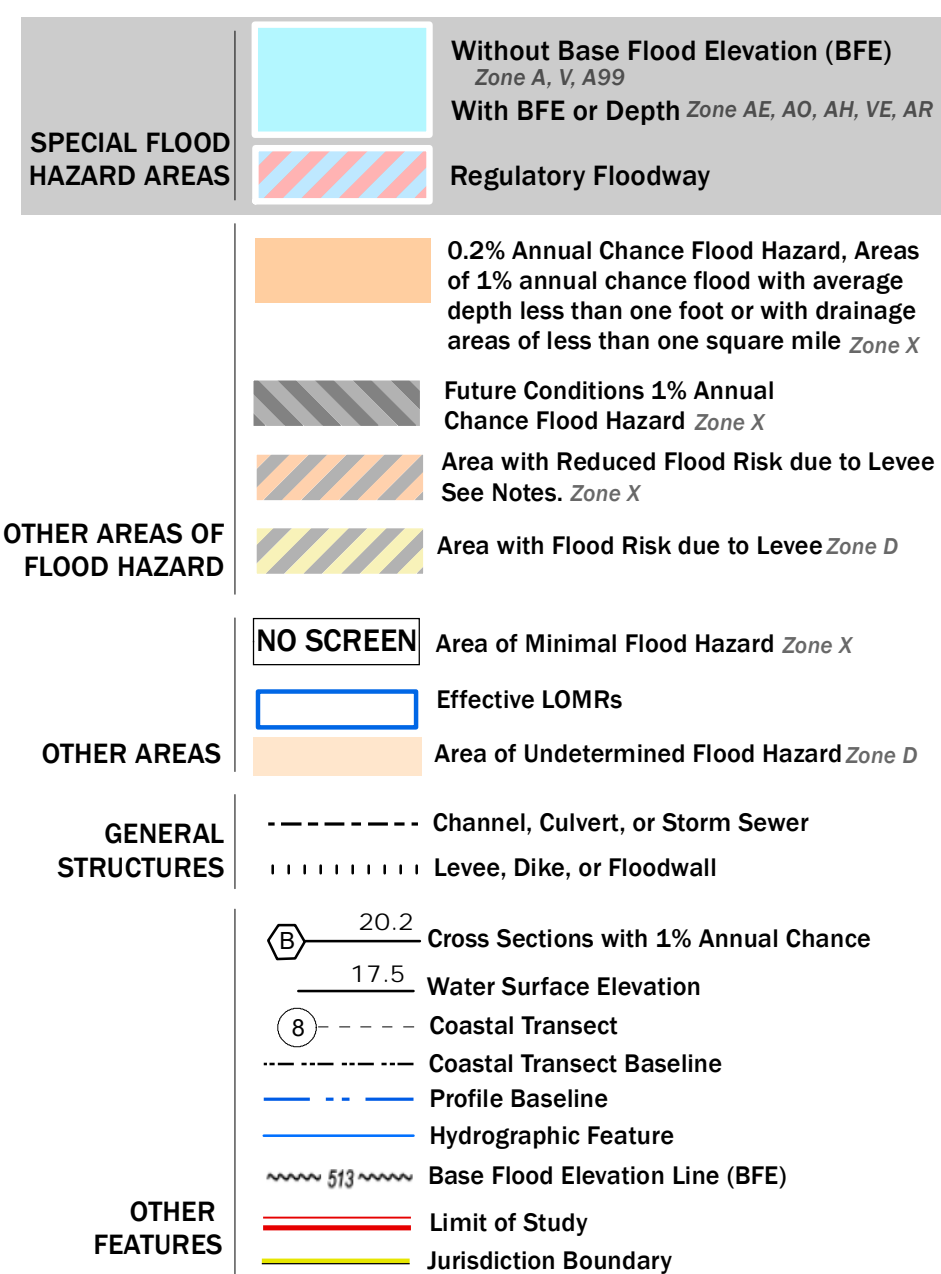 SPECIAL FLOOD
HAZARD AREAS
Without Base Flood Elevation (BFE)
Zone A, V, A99
With BFE or Depth Zone AE, AO, AH, VE, AR
Regulatory Floodway
OTHER AREAS OF
FLOOD HAZARD
0.2% Annual Chance Flood Hazard, Areas
of 1% annual chance flood with average
depth less than one foot or with drainage
areas of less than one square mile Zone X
Future Conditions 1% Annual
Chance Flood Hazard Zone X
Area with Reduced Flood Risk due to Levee
See Notes. Zone X
Area with Flood Risk due to Levee Zone D
OTHER AREAS
NO SCREEN Area of Minimal Flood Hazard Zone X
Effective LOMRs
Area of Undetermined Flood Hazard Zone D
GENERAL
STRUCTURES
Channel, Culvert, or Storm Sewer
Levee, Dike, or Floodwall
OTHER
FEATURES
B 20.2 Cross Sections with 1% Annual Chance
17.5 Water Surface Elevation
8 Coastal Transect
Coastal Transect Baseline
Profile Baseline
Hydrographic Feature
513 Base Flood Elevation Line (BFE)
Limit of Study
Jurisdiction Boundary